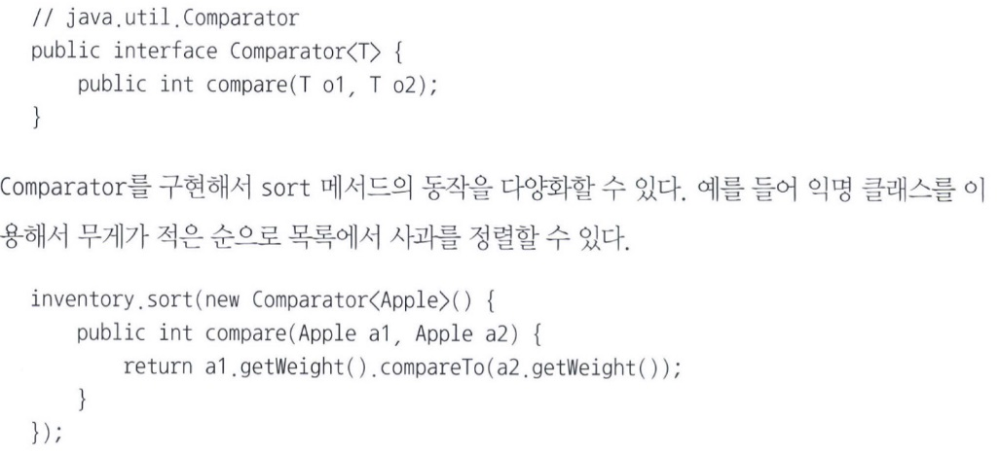 // java.util.Comparator
public interface Comparator<T> {
    public int compare(T o1, T o2);
}
Comparator를 구현해서 sort 메서드의 동작을 다양화할 수 있다. 예를 들어 익명 클래스를 이
용해서 무게가 적은 순으로 목록에서 사과를 정렬할 수 있다.
inventory.sort(new Comparator<Apple>() {
    public int compare(Apple a1, Apple a2) {
        return a1.getWeight().compareTo(a2.getWeight());
    }
});